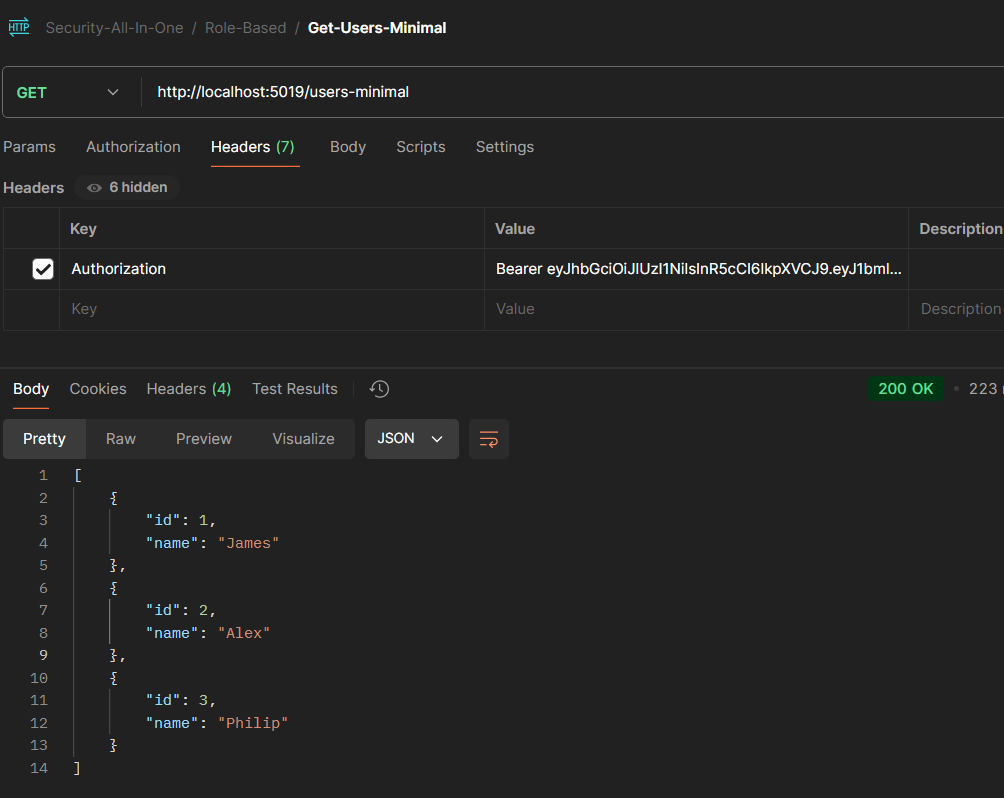 HTTP Security-All-In-One / Role-Based / Get-Users-Minimal
GET http://localhost:5019/users-minimal
Params Authorization Headers (7) Body Scripts Settings
Headers 6 hidden
Key Value Description
Authorization Bearer eyJhbGciOiJIUzI1NiIsInR5cCI6IkpXVCJ9.eyJ1bml...
Key Value Description
Body Cookies Headers (4) Test Results 200 OK • 223
Pretty Raw Preview Visualize JSON
1 [
2 {
3 "id": 1,
4 "name": "James"
5 },
6 {
7 "id": 2,
8 "name": "Alex"
9 },
10 {
11 "id": 3,
12 "name": "Philip"
13 }
14 ]